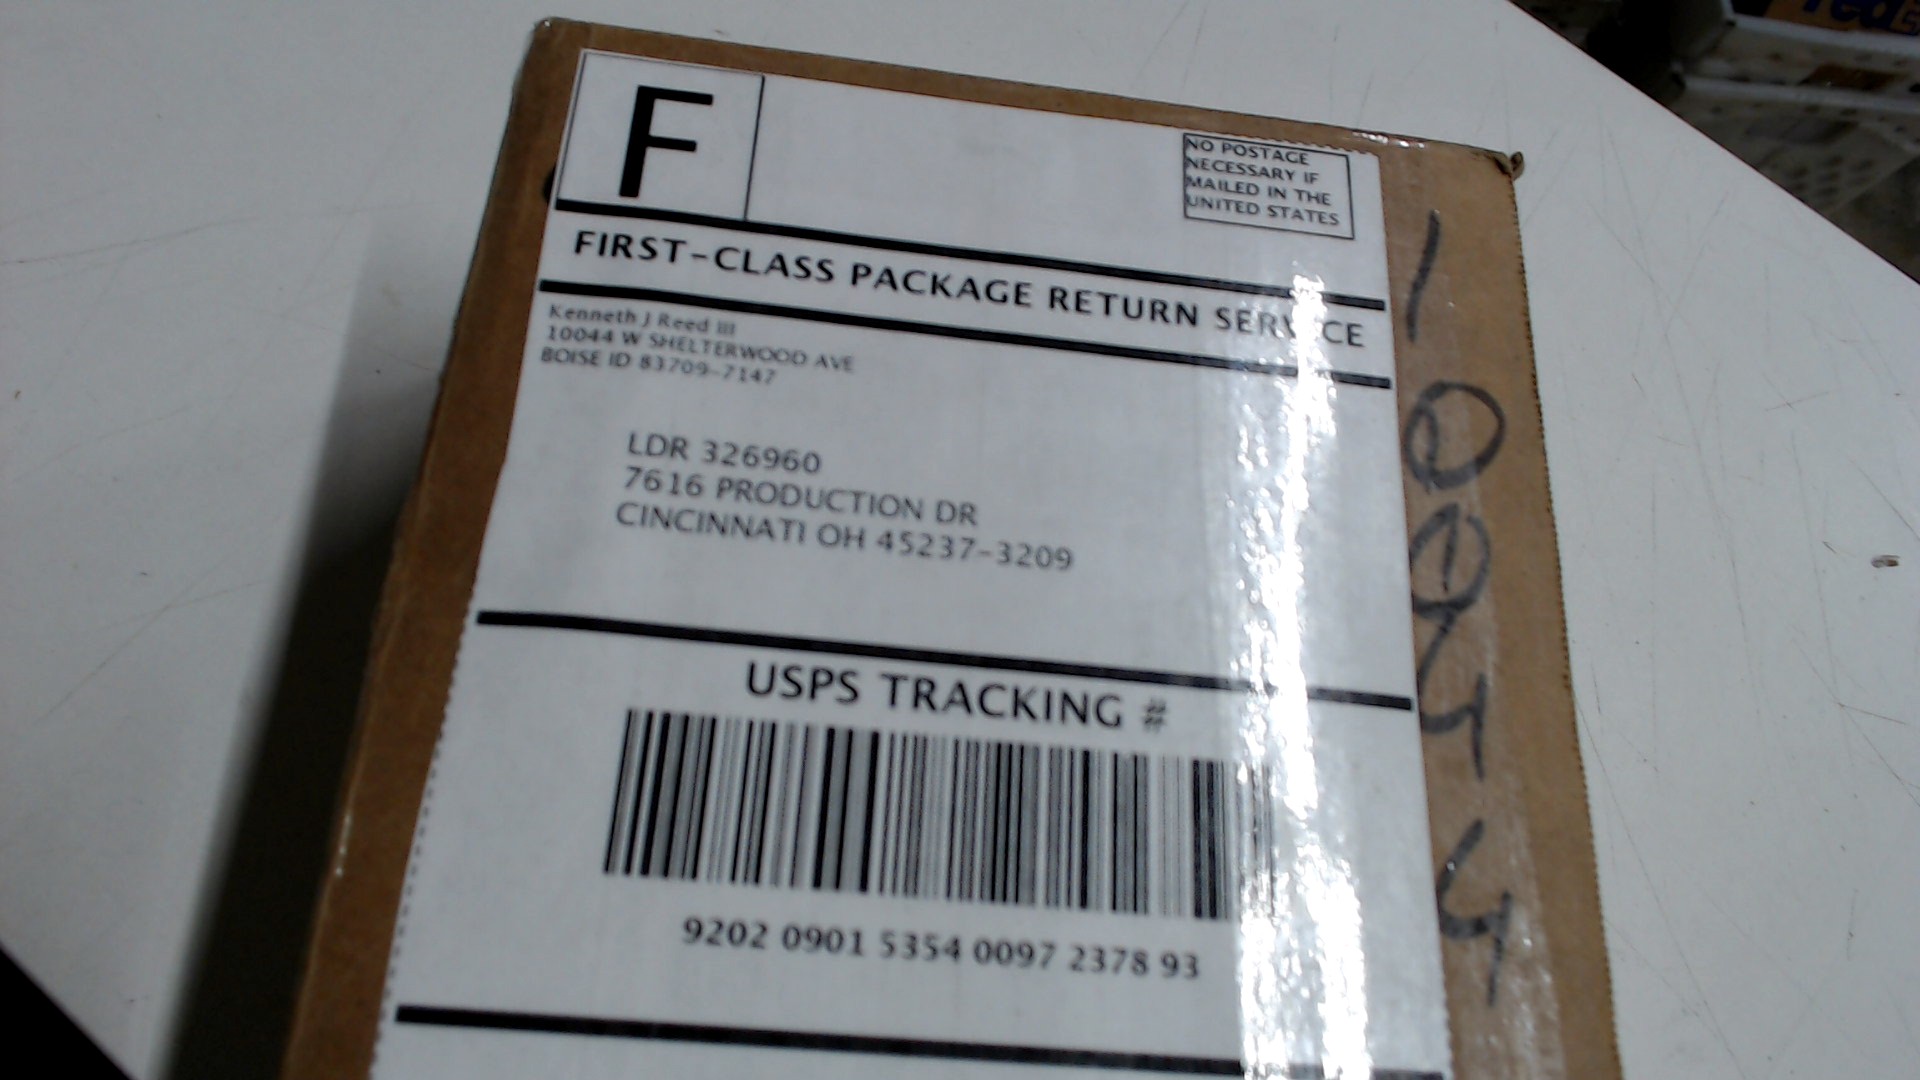 F
NO POSTAGE
NECESSARY IF
MAILED IN THE
UNITED STATES
FIRST-CLASS PACKAGE RETURN SERVICE
Kenneth J Reed III
10044 W SHELTERWOOD AVE
BOISE ID 83709-7147
LDR 326960
7616 PRODUCTION DR
CINCINNATI OH 45237-3209
USPS TRACKING #
9202 0901 5354 0097 2378 93
10044